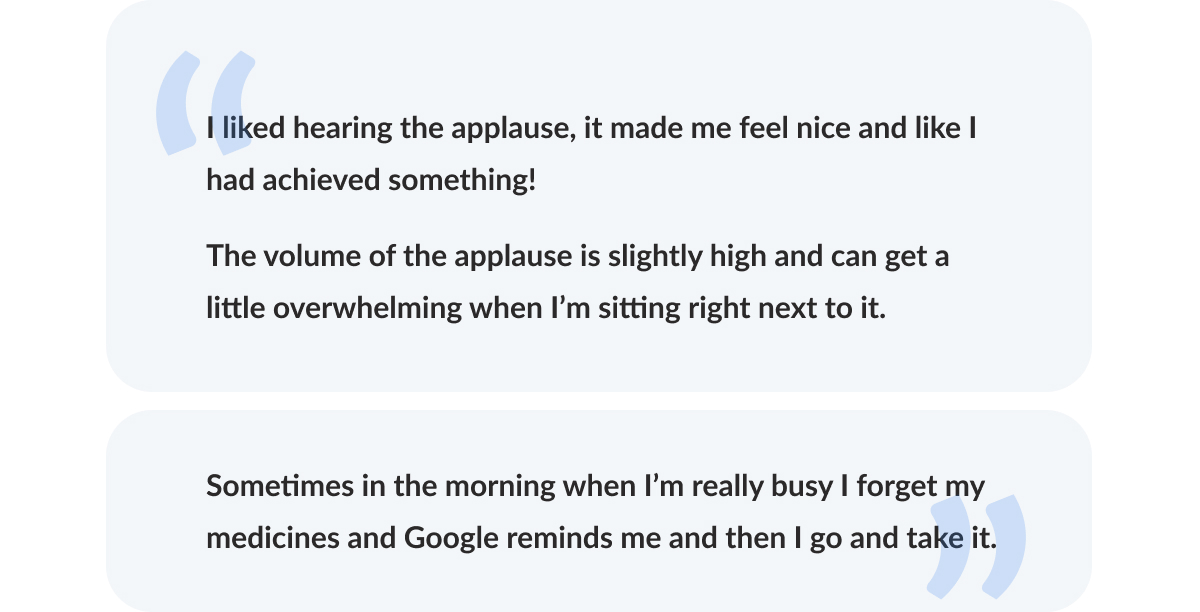 I liked hearing the applause, it made me feel nice and like I
had achieved something!
The volume of the applause is slightly high and can get a
little overwhelming when I’m sitting right next to it.
Sometimes in the morning when I’m really busy I forget my
medicines and Google reminds me and then I go and take it.